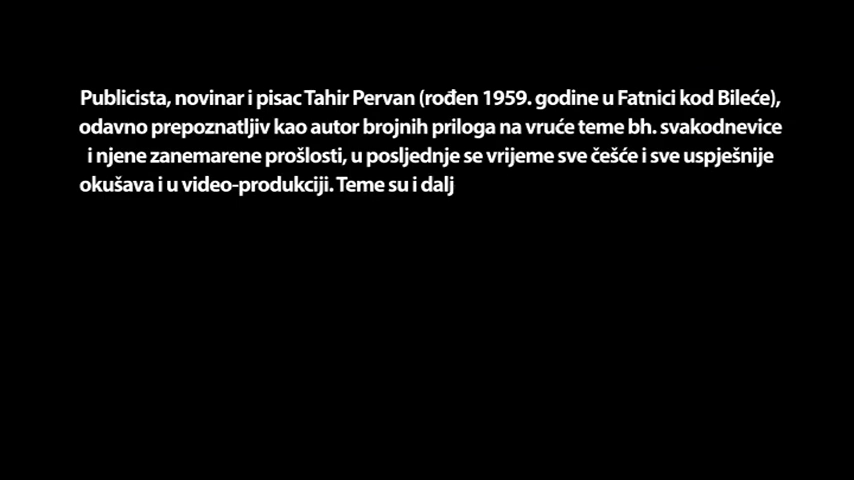 Publicista, novinar i pisac Tahir Pervan (rođen 1959. godine u Fatnici kod Bileće),
odavno prepoznatljiv kao autor brojnih priloga na vruće teme bh. svakodnevice
i njene zanemarene prošlosti, u posljednje se vrijeme sve češće i sve uspješnije
okušava i u video-produkciji. Teme su i dalj